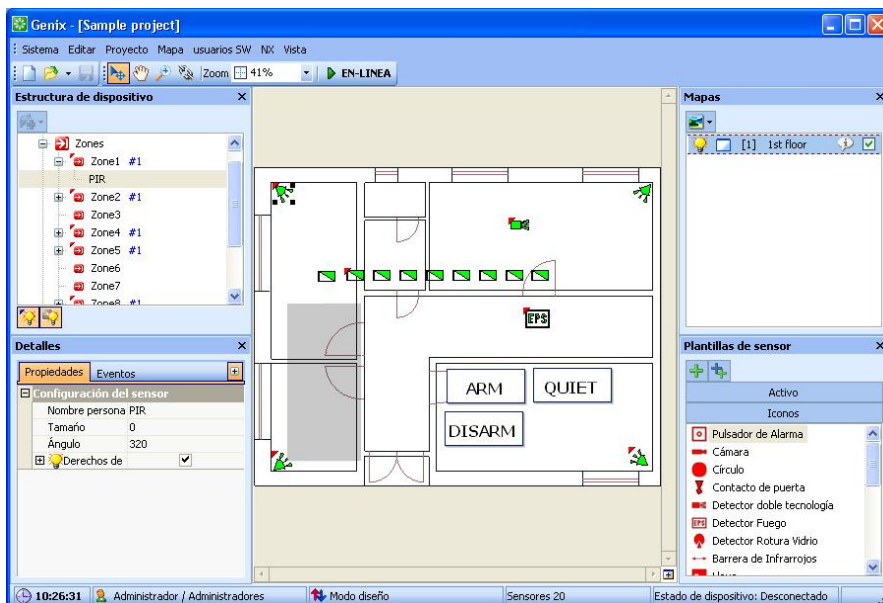 Genix - [Sample project]
Sistema Editar Proyecto Mapa usuarios SW NX Vista
Zoom 41% EN-LINEA
Estructura de dispositivo
Zones
Zone1 #1
PIR
Zone2 #1
Zone3
Zone4 #1
Zone5 #1
Zone6
Zone7
Zone8 #1
Detalles
Propiedades Eventos
Configuración del sensor
Nombre persona PIR
Tamaño 0
Ángulo 320
Derechos de
EPS
ARM QUIET
DISARM
Mapas
[1] 1st floor
Plantillas de sensor
Activo
Iconos
Pulsador de Alarma
Cámara
Círculo
Contacto de puerta
Detector doble tecnología
EPS Detector Fuego
Detector Rotura Vidrio
Barrera de Infrarrojos
10:26:31 Administrador / Administradores Modo diseño Sensores 20 Estado de dispositivo: Desconectado